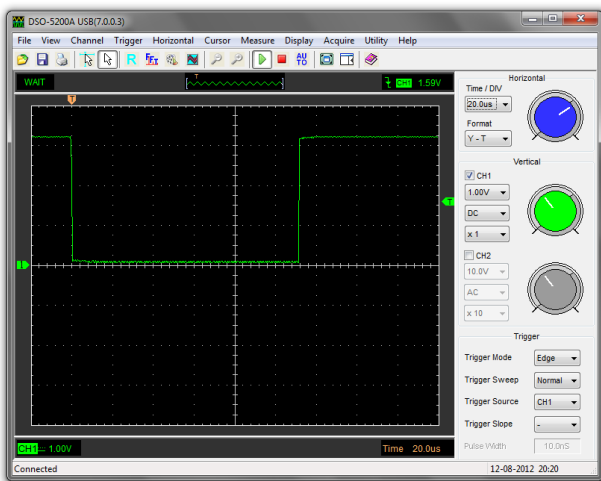 DSO-5200A USB(7.0.0.3)
File View Channel Trigger Horizontal Cursor Measure Display Acquire Utility Help
R FFT AUTO
WAIT T CH1 1.59V
T
T
1
CH1 1.00V Time 20.0us
Horizontal
Time / DIV
20.0us
Format
Y - T
Vertical
CH1
1.00V
DC
x 1
CH2
10.0V
AC
x 10
Trigger
Trigger Mode Edge
Trigger Sweep Normal
Trigger Source CH1
Trigger Slope -
Pulse Width 10.0nS
Connected 12-08-2012 20:20